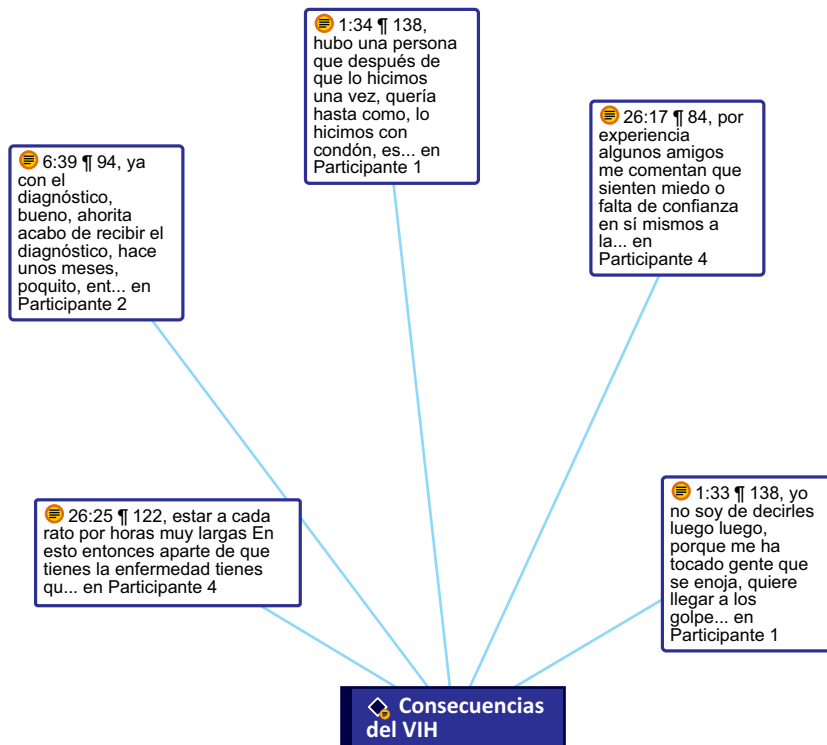 1:34 ¶ 138,
hubo una persona
que después de
que lo hicimos
una vez, quería
hasta como, lo
hicimos con
condón, es... en
Participante 1
26:17 ¶ 84, por
experiencia
algunos amigos
me comentan que
sienten miedo o
falta de confianza
en sí mismos a
la... en
Participante 4
6:39 ¶ 94, ya
con el
diagnóstico,
bueno, ahorita
acabo de recibir el
diagnóstico, hace
unos meses,
poquito, ent... en
Participante 2
26:25 ¶ 122, estar a cada
rato por horas muy largas En
esto entonces aparte de que
tienes la enfermedad tienes
qu... en Participante 4
1:33 ¶ 138, yo
no soy de decirles
luego luego,
porque me ha
tocado gente que
se enoja, quiere
llegar a los
golpe... en
Participante 1
Consecuencias
del VIH